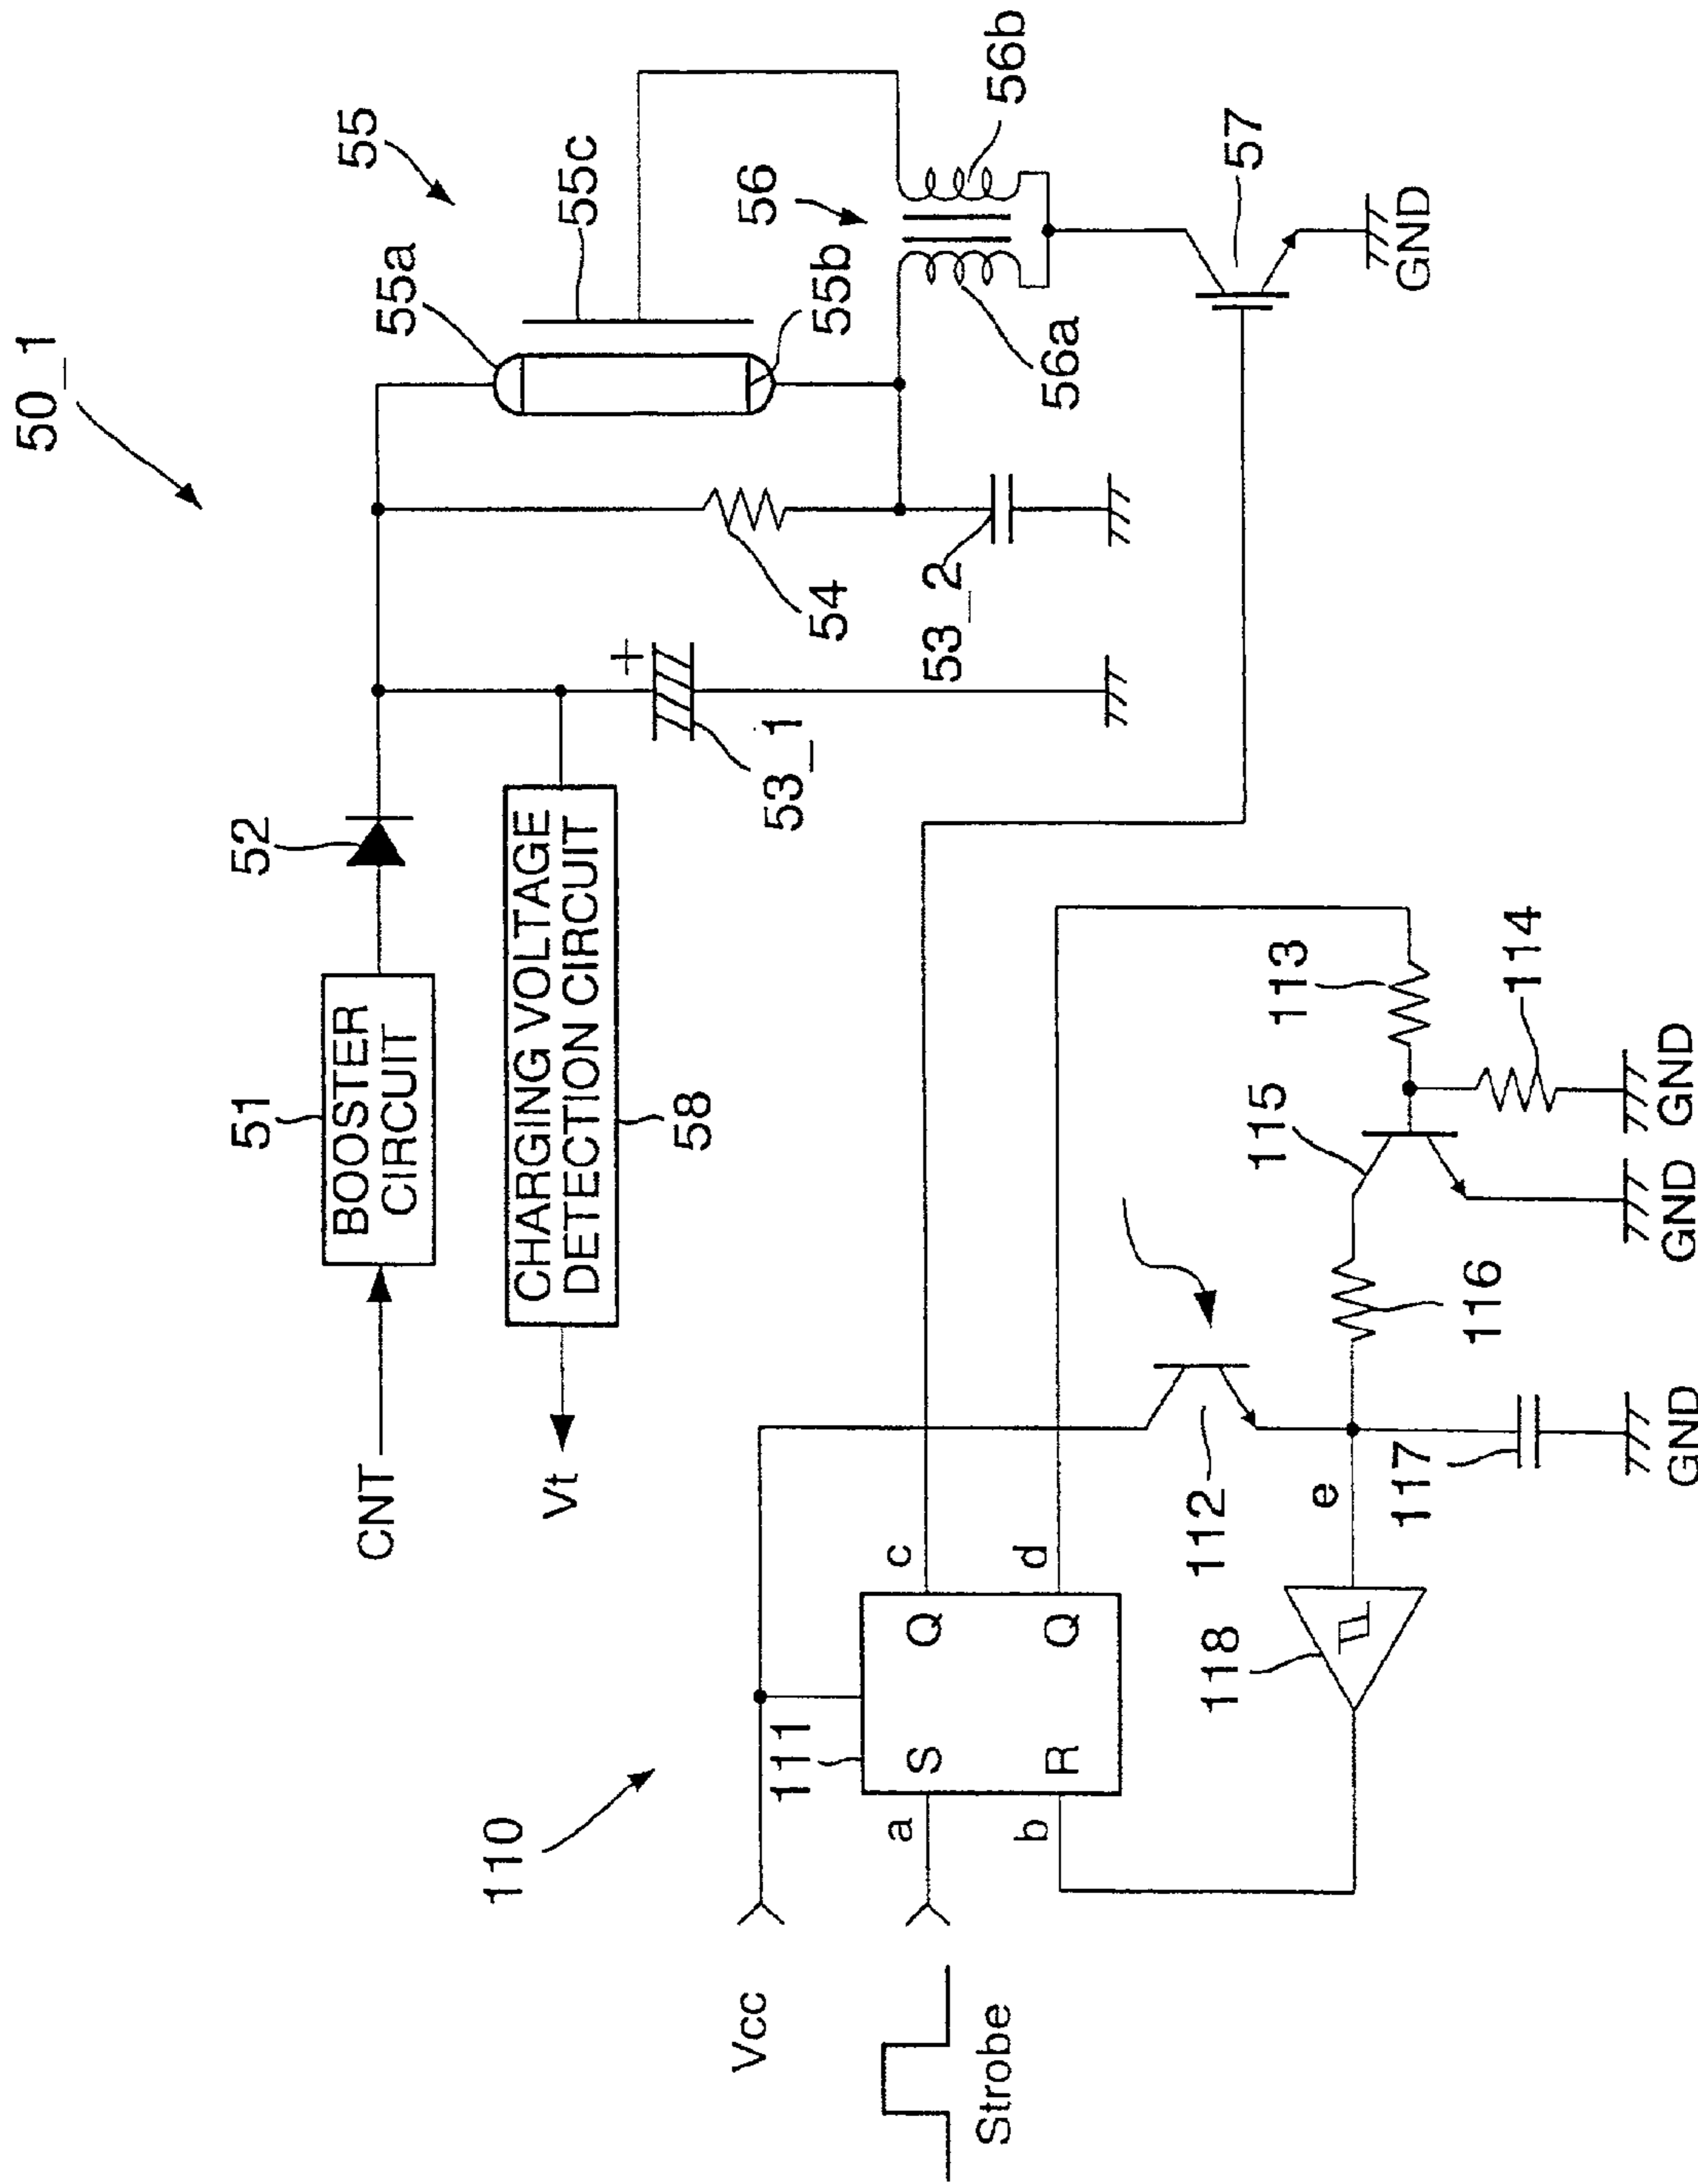 50_1
55
55a
55c
56
56b
55b
56a
57
GND
52
51
BOOSTER
CIRCUIT
CNT
CHARGING VOLTAGE
DETECTION CIRCUIT
58
Vt
+
53_1
54
53_2
110
Vcc
Strobe
111
a
S
Q
c
b
R
Q
d
112
113
114
115
116
117
118
e
GND
GND
GND